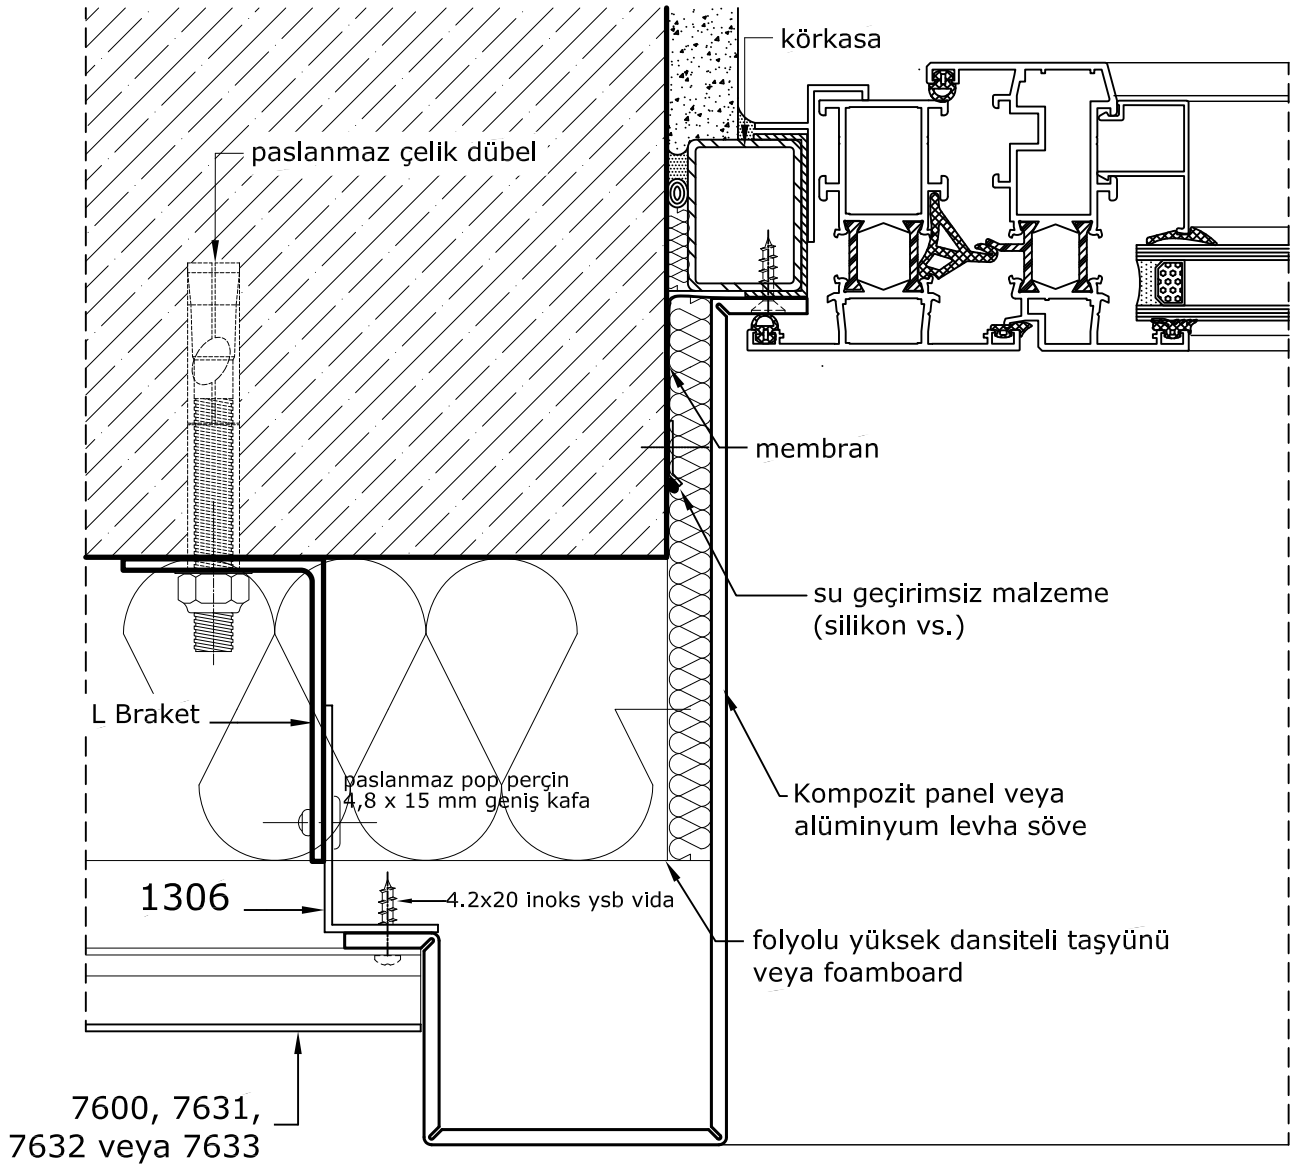 körkasa
paslanmaz çelik dübel
membran
su geçirimsiz malzeme
(silikon vs.)
L Braket
paslanmaz pop perçin
4,8 x 15 mm geniş kafa
Kompozit panel veya
alüminyum levha söve
1306
4.2x20 inoks ysb vida
folyolu yüksek dansiteli taşyünü
veya foamboard
7600, 7631,
7632 veya 7633